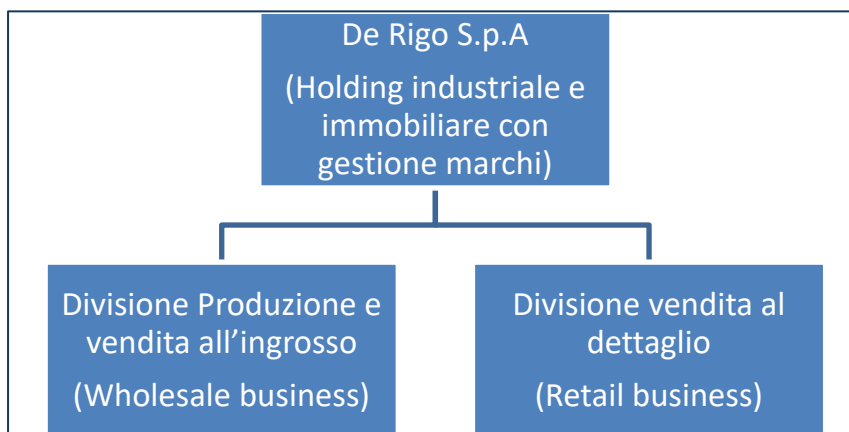 De Rigo S.p.A
(Holding industriale e
immobiliare con
gestione marchi)
Divisione Produzione e
vendita all’ingrosso
(Wholesale business)
Divisione vendita al
dettaglio
(Retail business)